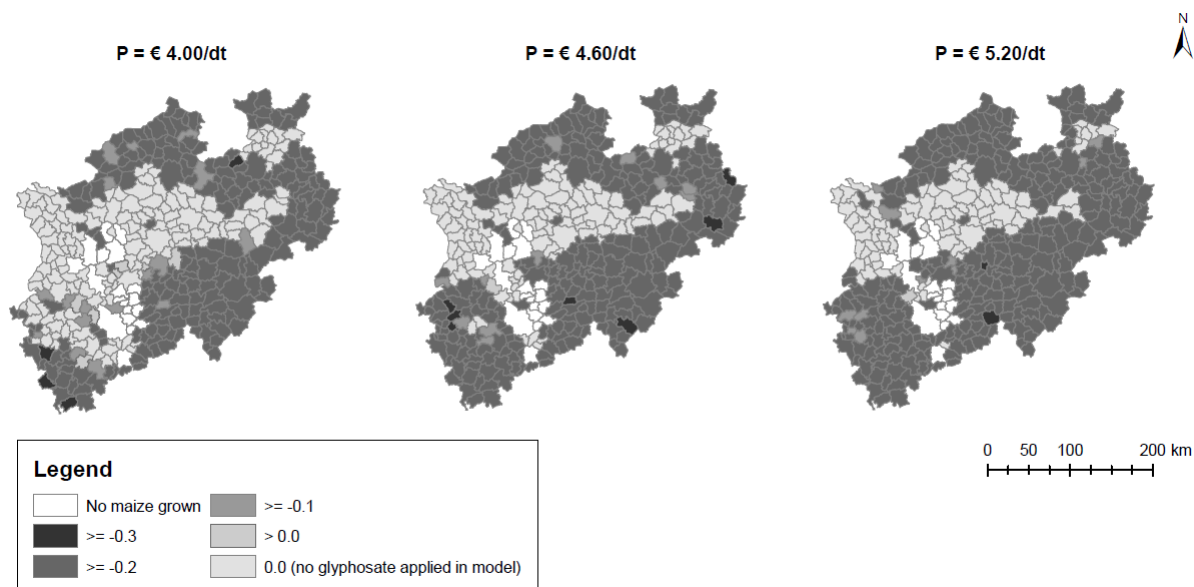 N
P = € 4.00/dt
P = € 4.60/dt
P = € 5.20/dt
0 50 100 200 km
Legend
No maize grown
>= -0.1
>= -0.3
> 0.0
>= -0.2
0.0 (no glyphosate applied in model)